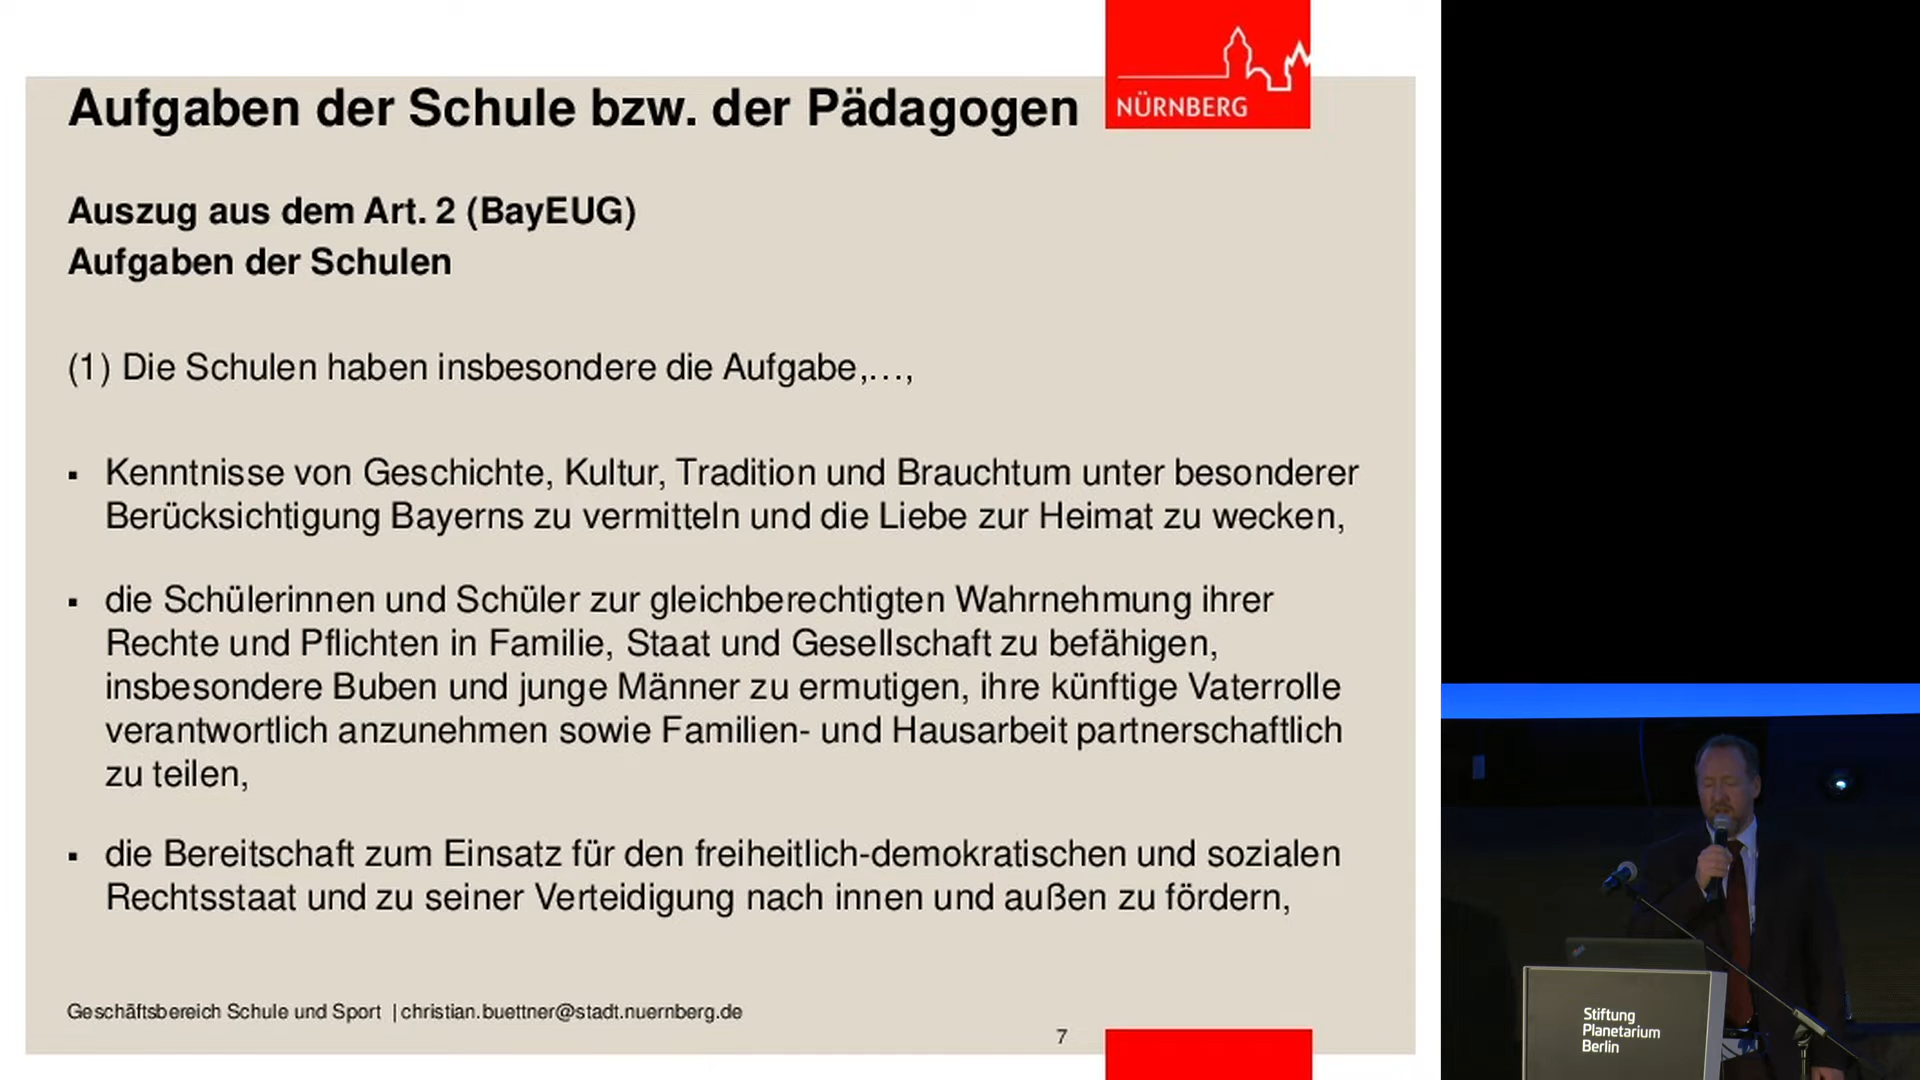 NÜRNBERG
Aufgaben der Schule bzw. der Pädagogen
Auszug aus dem Art. 2 (BayEUG)
Aufgaben der Schulen
(1) Die Schulen haben insbesondere die Aufgabe,…,
▪ Kenntnisse von Geschichte, Kultur, Tradition und Brauchtum unter besonderer
Berücksichtigung Bayerns zu vermitteln und die Liebe zur Heimat zu wecken,
▪ die Schülerinnen und Schüler zur gleichberechtigten Wahrnehmung ihrer
Rechte und Pflichten in Familie, Staat und Gesellschaft zu befähigen,
insbesondere Buben und junge Männer zu ermutigen, ihre künftige Vaterrolle
verantwortlich anzunehmen sowie Familien- und Hausarbeit partnerschaftlich
zu teilen,
▪ die Bereitschaft zum Einsatz für den freiheitlich-demokratischen und sozialen
Rechtsstaat und zu seiner Verteidigung nach innen und außen zu fördern,
Geschäftsbereich Schule und Sport | christian.buettner@stadt.nuernberg.de
7
Stiftung
Planetarium
Berlin